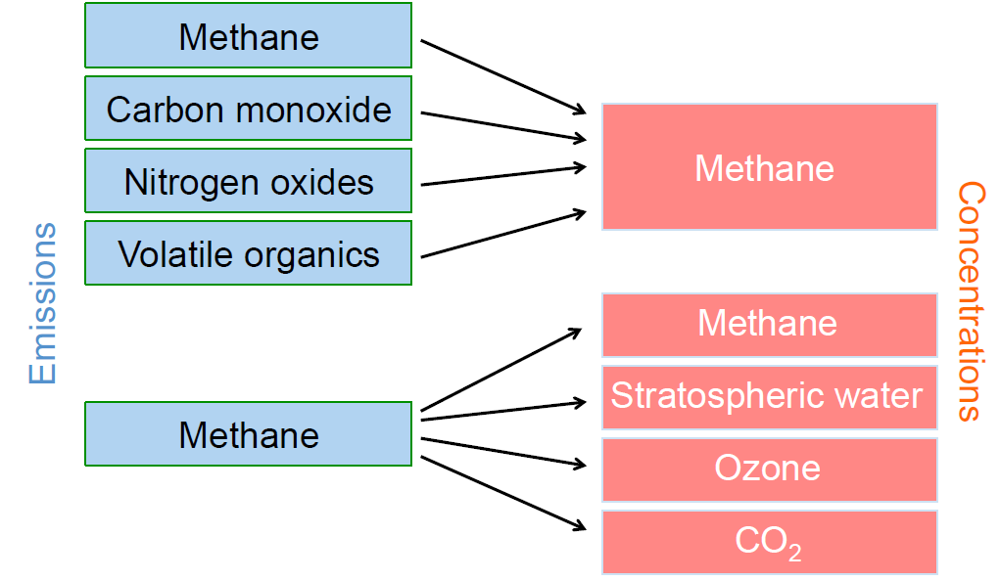 Emissions
Methane
Carbon monoxide
Nitrogen oxides
Volatile organics
Methane
Methane
Methane
Stratospheric water
Ozone
CO₂
Concentrations